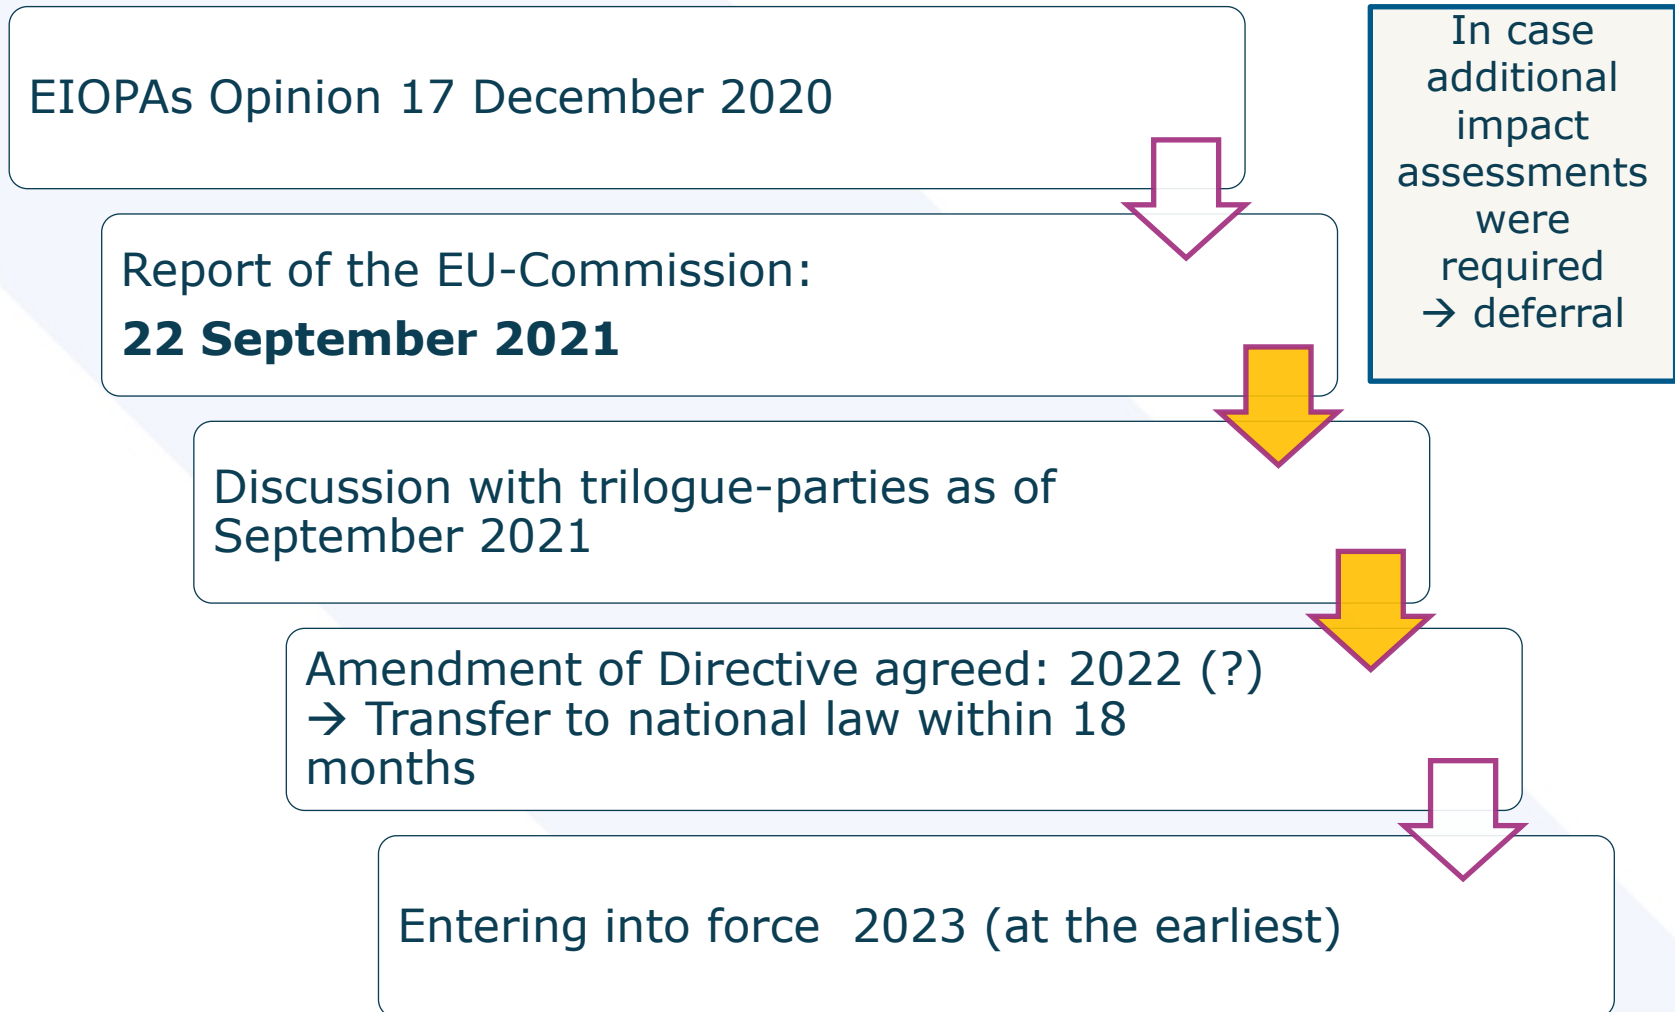 EIOPAs Opinion 17 December 2020
Report of the EU-Commission:
22 September 2021
Discussion with trilogue-parties as of
September 2021
Amendment of Directive agreed: 2022 (?)
→ Transfer to national law within 18
months
Entering into force  2023 (at the earliest)
In case
additional
impact
assessments
were
required
→ deferral